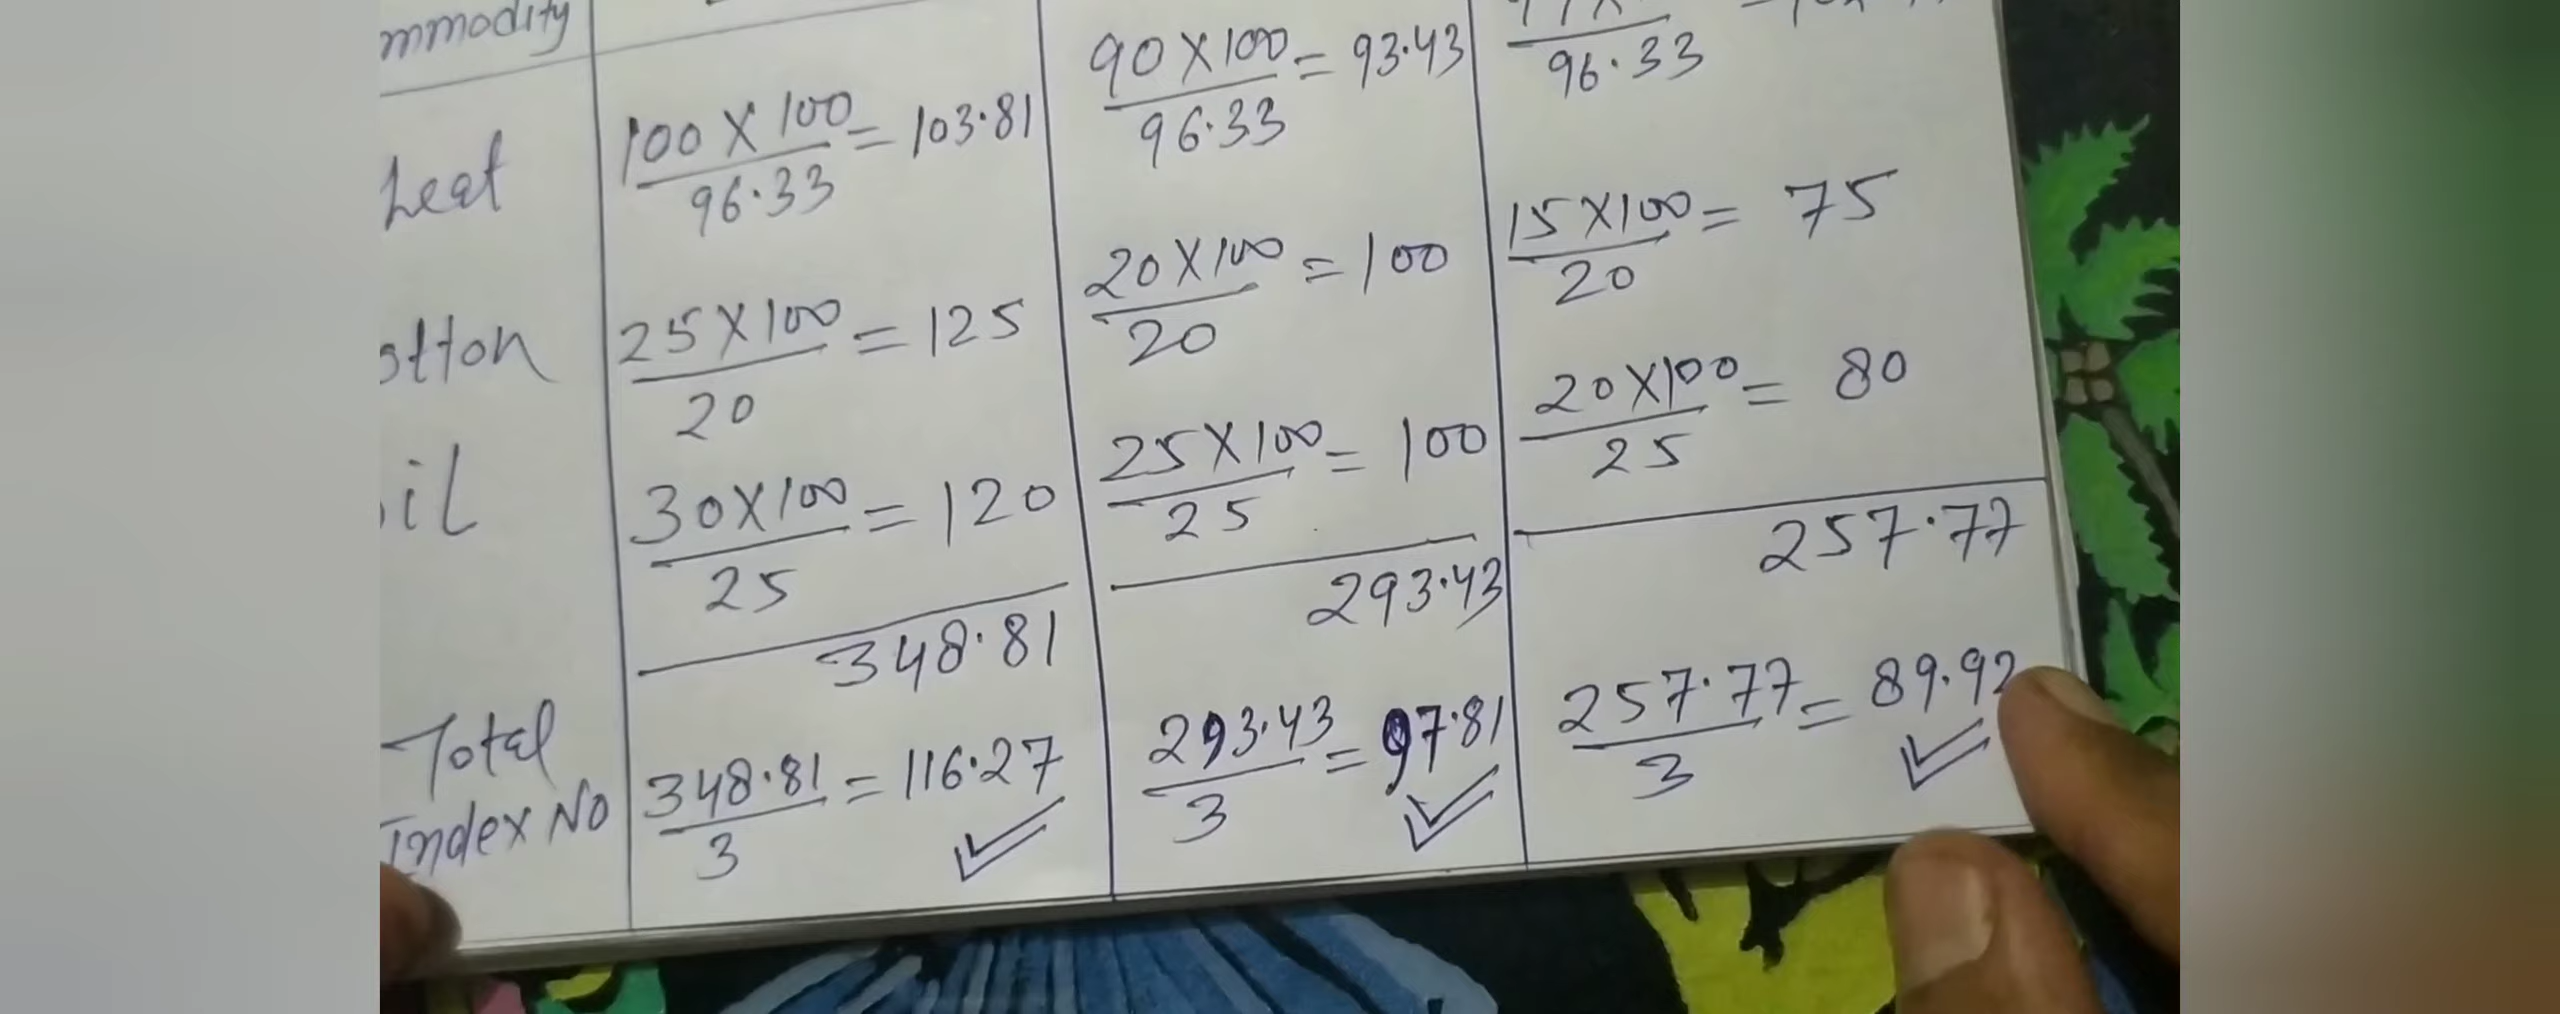 mmodity
90 X 100 / 96.33 = 93.43
96.33
heat
100 X 100 / 96.33 = 103.81
15 X 100 / 20 = 75
otton
25 X 100 / 20 = 125
20 X 100 / 20 = 100
20 X 100 / 25 = 80
il
30 X 100 / 25 = 120
25 X 100 / 25 = 100
348.81
293.43
257.77
Total
Index No
348.81 / 3 = 116.27
293.43 / 3 = 97.81
257.77 / 3 = 89.92